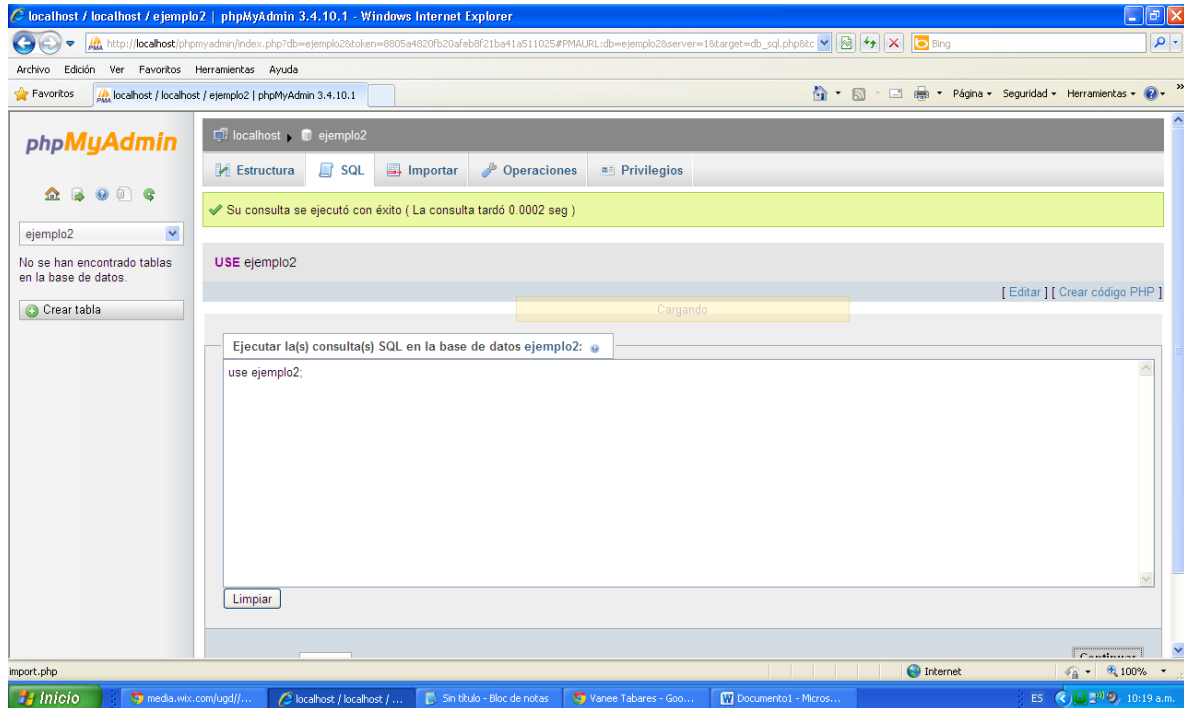 localhost / localhost / ejemplo2 | phpMyAdmin 3.4.10.1 - Windows Internet Explorer
http://localhost/phpmyadmin/index.php?db=ejemplo2&token=8805a4820fb20afeb8f21ba41a511025#PMAURL:db=ejemplo2&server=1&target=db_sql.php&tc
Bing
Archivo Edición Ver Favoritos Herramientas Ayuda
Favoritos
localhost / localhost / ejemplo2 | phpMyAdmin 3.4.10.1
Página Seguridad Herramientas
phpMyAdmin
localhost ejemplo2
Estructura SQL Importar Operaciones Privilegios
Su consulta se ejecutó con éxito ( La consulta tardó 0.0002 seg )
ejemplo2
No se han encontrado tablas
en la base de datos.
Crear tabla
USE ejemplo2
[ Editar ] [ Crear código PHP ]
Cargando
Ejecutar la(s) consulta(s) SQL en la base de datos ejemplo2:
use ejemplo2;
Limpiar
Continuar
import.php
Internet
100%
Inicio
media.wix.com/ugd//...
localhost / localhost / ...
Sin título - Bloc de notas
Vanee Tabares - Goo...
Documento1 - Micros...
ES
10:19 a.m.